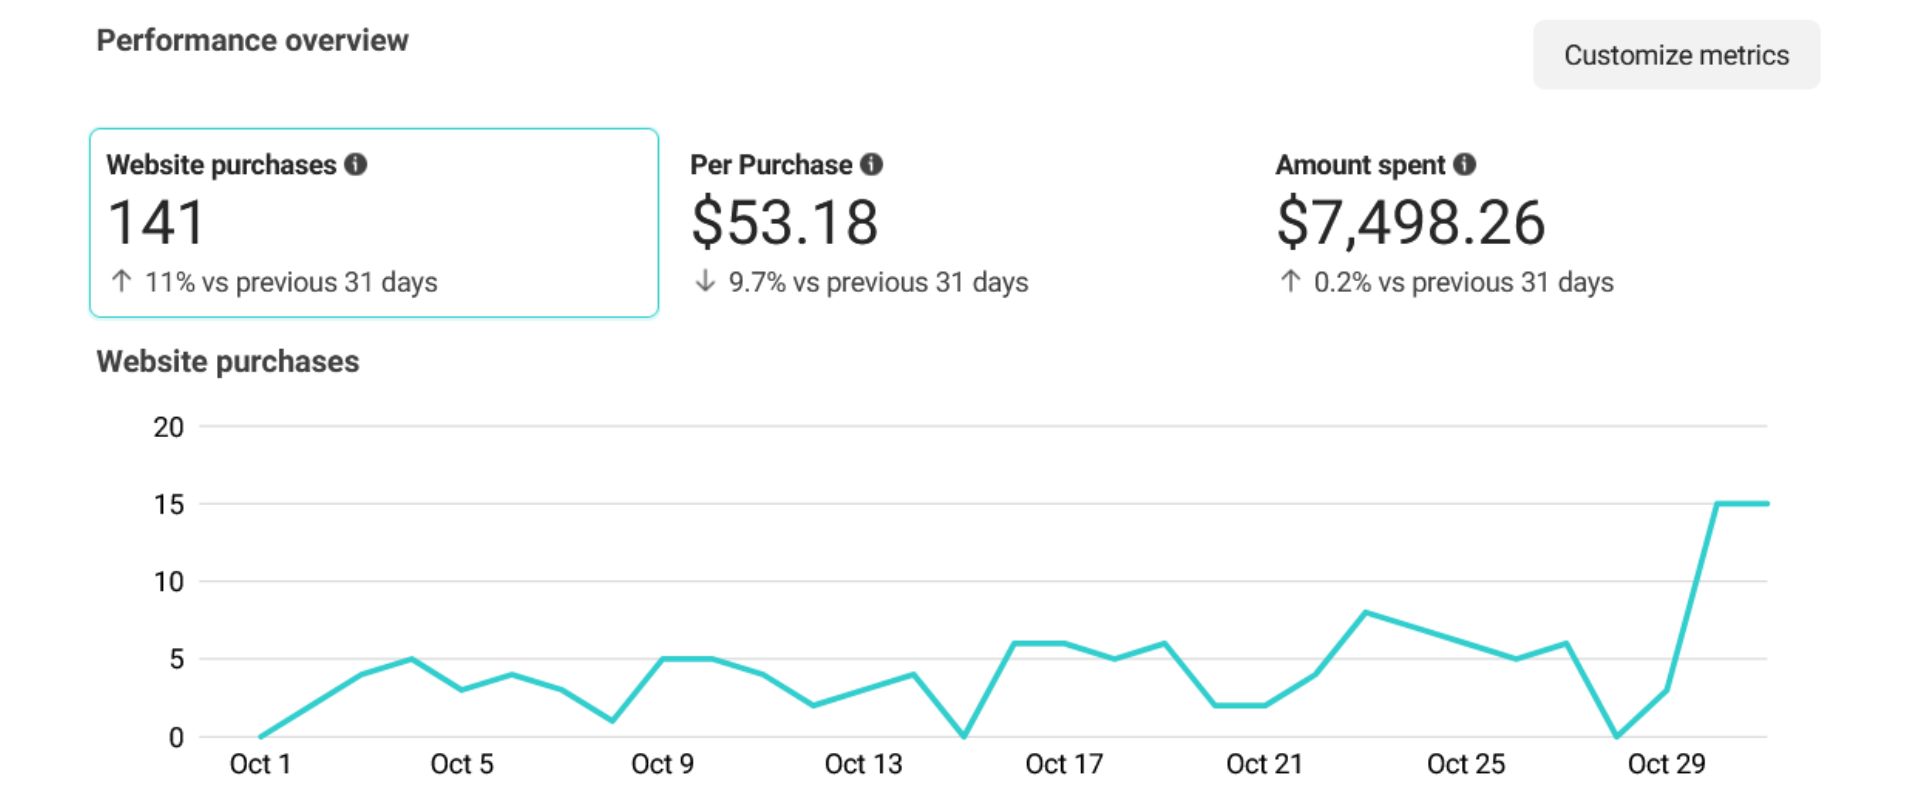 Performance overview
Customize metrics
Website purchases
141
↑ 11% vs previous 31 days
Per Purchase
$53.18
↓ 9.7% vs previous 31 days
Amount spent
$7,498.26
↑ 0.2% vs previous 31 days
Website purchases
20
15
10
5
0
Oct 1 Oct 5 Oct 9 Oct 13 Oct 17 Oct 21 Oct 25 Oct 29